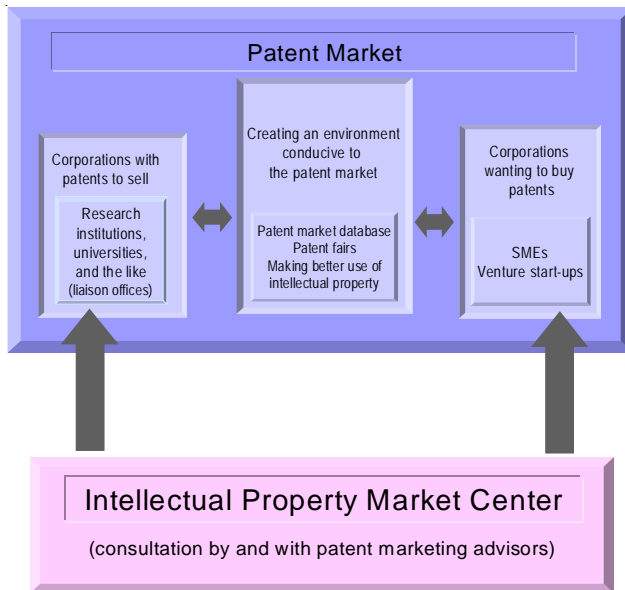 Patent Market
Corporations with
patents to sell
Research
institutions,
universities,
and the like
(liaison offices)
Creating an environment
conducive to
the patent market
Patent market database
Patent fairs
Making better use of
intellectual property
Corporations
wanting to buy
patents
SMEs
Venture start-ups
Intellectual Property Market Center
(consultation by and with patent marketing advisors)